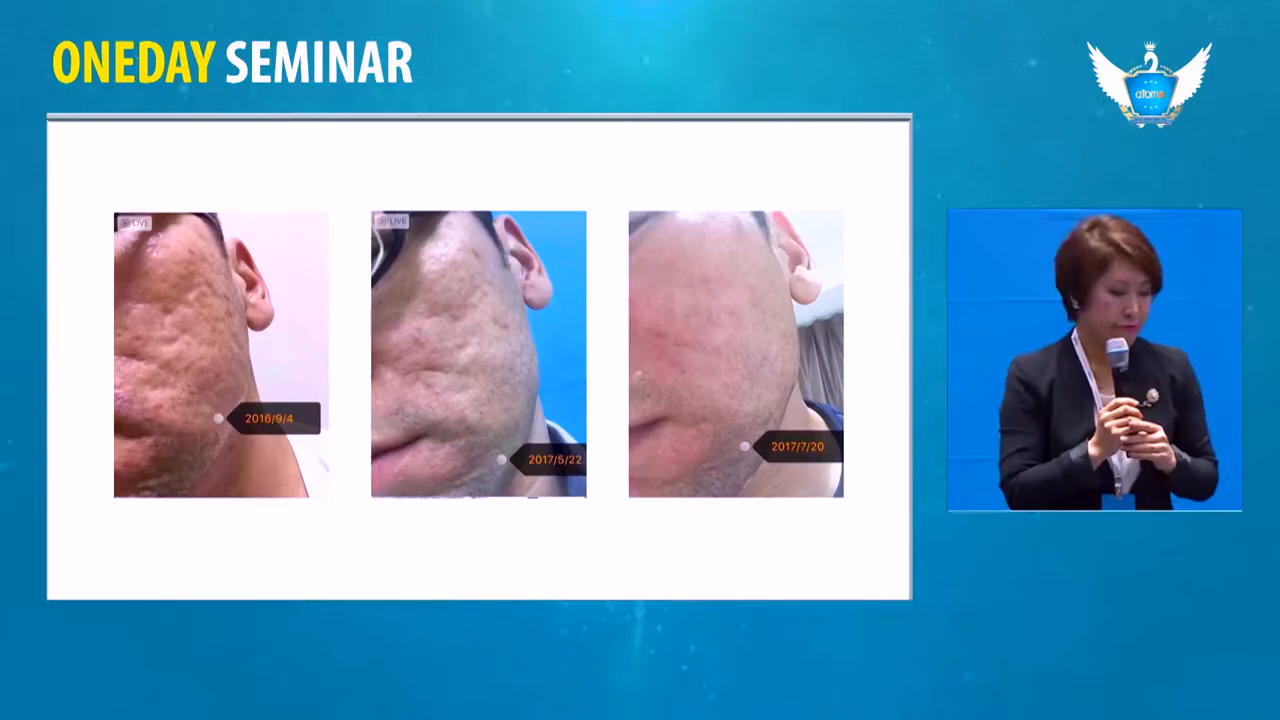 ONEDAY SEMINAR
atomy
LIVE
LIVE
2016/9/4
2017/5/22
2017/7/20